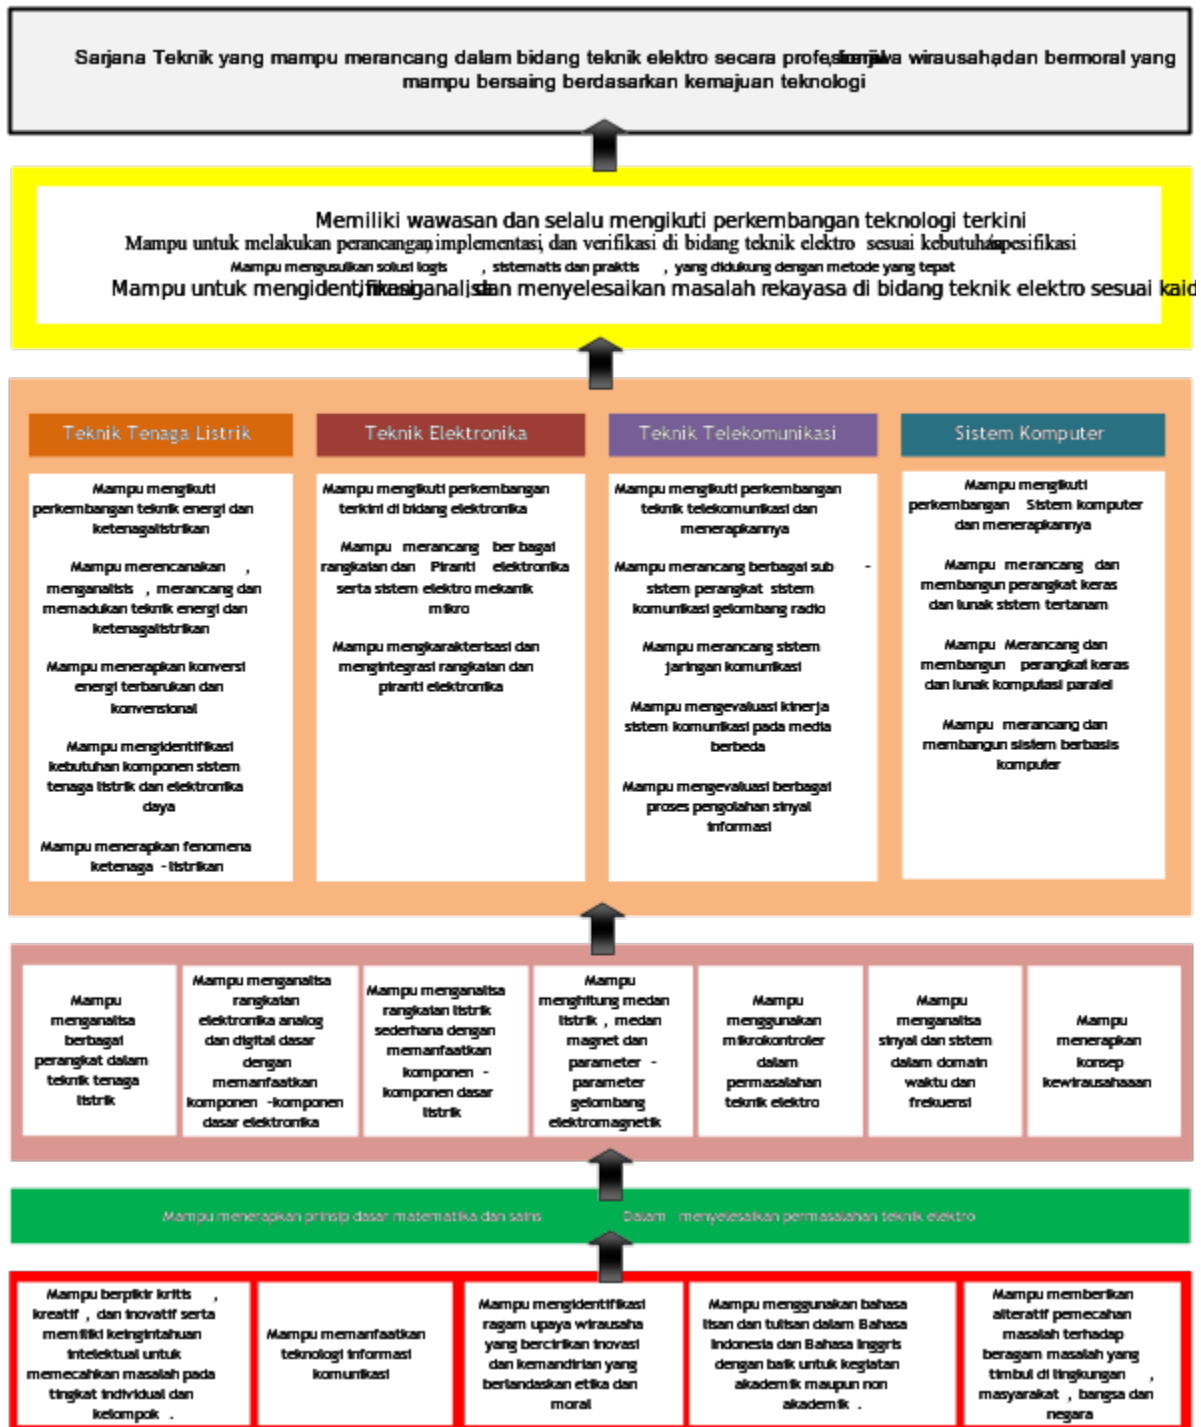 Sarjana Teknik yang mampu merancang dalam bidang teknik elektro secara profesional, berjiwa wirausaha, dan bermoral yang
mampu bersaing berdasarkan kemajuan teknologi
Memiliki wawasan dan selalu mengikuti perkembangan teknologi terkini
Mampu untuk melakukan perancangan, implementasi, dan verifikasi di bidang teknik elektro sesuai kebutuhan/spesifikasi
Mampu mengusulkan solusi logis , sistematis dan praktis , yang didukung dengan metode yang tepat
Mampu untuk mengidentifikasi, menganalisa, dan menyelesaikan masalah rekayasa di bidang teknik elektro sesuai kaid
Teknik Tenaga Listrik
Mampu mengikuti
perkembangan teknik energi dan
ketenagalistrikan
Mampu merencanakan ,
menganalisis , merancang dan
memadukan teknik energi dan
ketenagalistrikan
Mampu menerapkan konversi
energi terbarukan dan
konvensional
Mampu mengidentifikasi
kebutuhan komponen sistem
tenaga listrik dan elektronika
daya
Mampu menerapkan fenomena
ketenaga -listrikan
Teknik Elektronika
Mampu mengikuti perkembangan
terkini di bidang elektronika
Mampu merancang ber bagai
rangkaian dan Piranti elektronika
serta sistem elektro mekanik
mikro
Mampu mengkarakterisasi dan
mengintegrasi rangkaian dan
piranti elektronika
Teknik Telekomunikasi
Mampu mengikuti perkembangan
teknik telekomunikasi dan
menerapkannya
Mampu merancang berbagai sub -
sistem perangkat sistem
komunikasi gelombang radio
Mampu merancang sistem
jaringan komunikasi
Mampu mengevaluasi kinerja
sistem komunikasi pada media
berbeda
Mampu mengevaluasi berbagai
proses pengolahan sinyal
informasi
Sistem Komputer
Mampu mengikuti
perkembangan Sistem komputer
dan menerapkannya
Mampu merancang dan
membangun perangkat keras
dan lunak sistem tertanam
Mampu Merancang dan
membangun perangkat keras
dan lunak komputasi paralel
Mampu merancang dan
membangun sistem berbasis
komputer
Mampu
menganalisa
berbagai
perangkat dalam
teknik tenaga
listrik
Mampu menganalisa
rangkaian
elektronika analog
dan digital dasar
dengan
memanfaatkan
komponen -komponen
dasar elektronika
Mampu menganalisa
rangkaian listrik
sederhana dengan
memanfaatkan
komponen -
komponen dasar
listrik
Mampu
menghitung medan
listrik , medan
magnet dan
parameter -
parameter
gelombang
elektromagnetik
Mampu
menggunakan
mikrokontroler
dalam
permasalahan
teknik elektro
Mampu
menganalisa
sinyal dan sistem
dalam domain
waktu dan
frekuensi
Mampu
menerapkan
konsep
kewirausahaaan
Mampu menerapkan prinsip dasar matematika dan sains Dalam menyelesaikan permasalahan teknik elektro
Mampu berpikir kritis ,
kreatif , dan inovatif serta
memiliki keingintahuan
intelektual untuk
memecahkan masalah pada
tingkat individual dan
kelompok .
Mampu memanfaatkan
teknologi informasi
komunikasi
Mampu mengidentifikasi
ragam upaya wirausaha
yang bercirikan inovasi
dan kemandirian yang
berlandaskan etika dan
moral
Mampu menggunakan bahasa
lisan dan tulisan dalam Bahasa
Indonesia dan Bahasa Inggris
dengan baik untuk kegiatan
akademik maupun non
akademik .
Mampu memberikan
alteratif pemecahan
masalah terhadap
beragam masalah yang
timbul di lingkungan ,
masyarakat , bangsa dan
negara